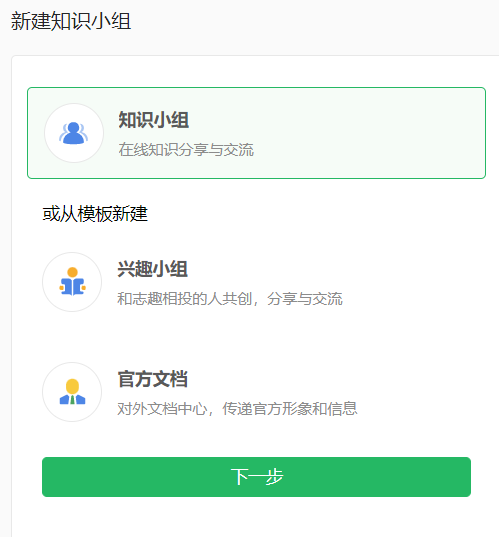 新建知识小组
知识小组
在线知识分享与交流
或从模板新建
兴趣小组
和志趣相投的人共创，分享与交流
官方文档
对外文档中心，传递官方形象和信息
下一步